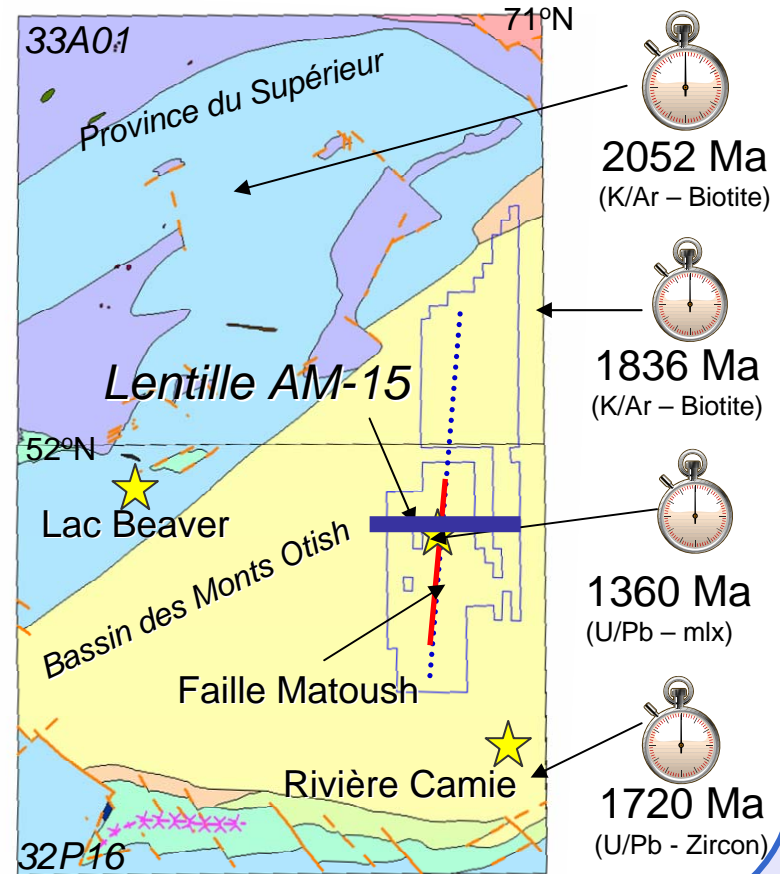 71ºN
33A01
Province du Supérieur
2052 Ma
(K/Ar – Biotite)
1836 Ma
(K/Ar – Biotite)
Lentille AM-15
52ºN
Lac Beaver
Bassin des Monts Otish
1360 Ma
(U/Pb – mlx)
Faille Matoush
Rivière Camie
1720 Ma
(U/Pb - Zircon)
32P16